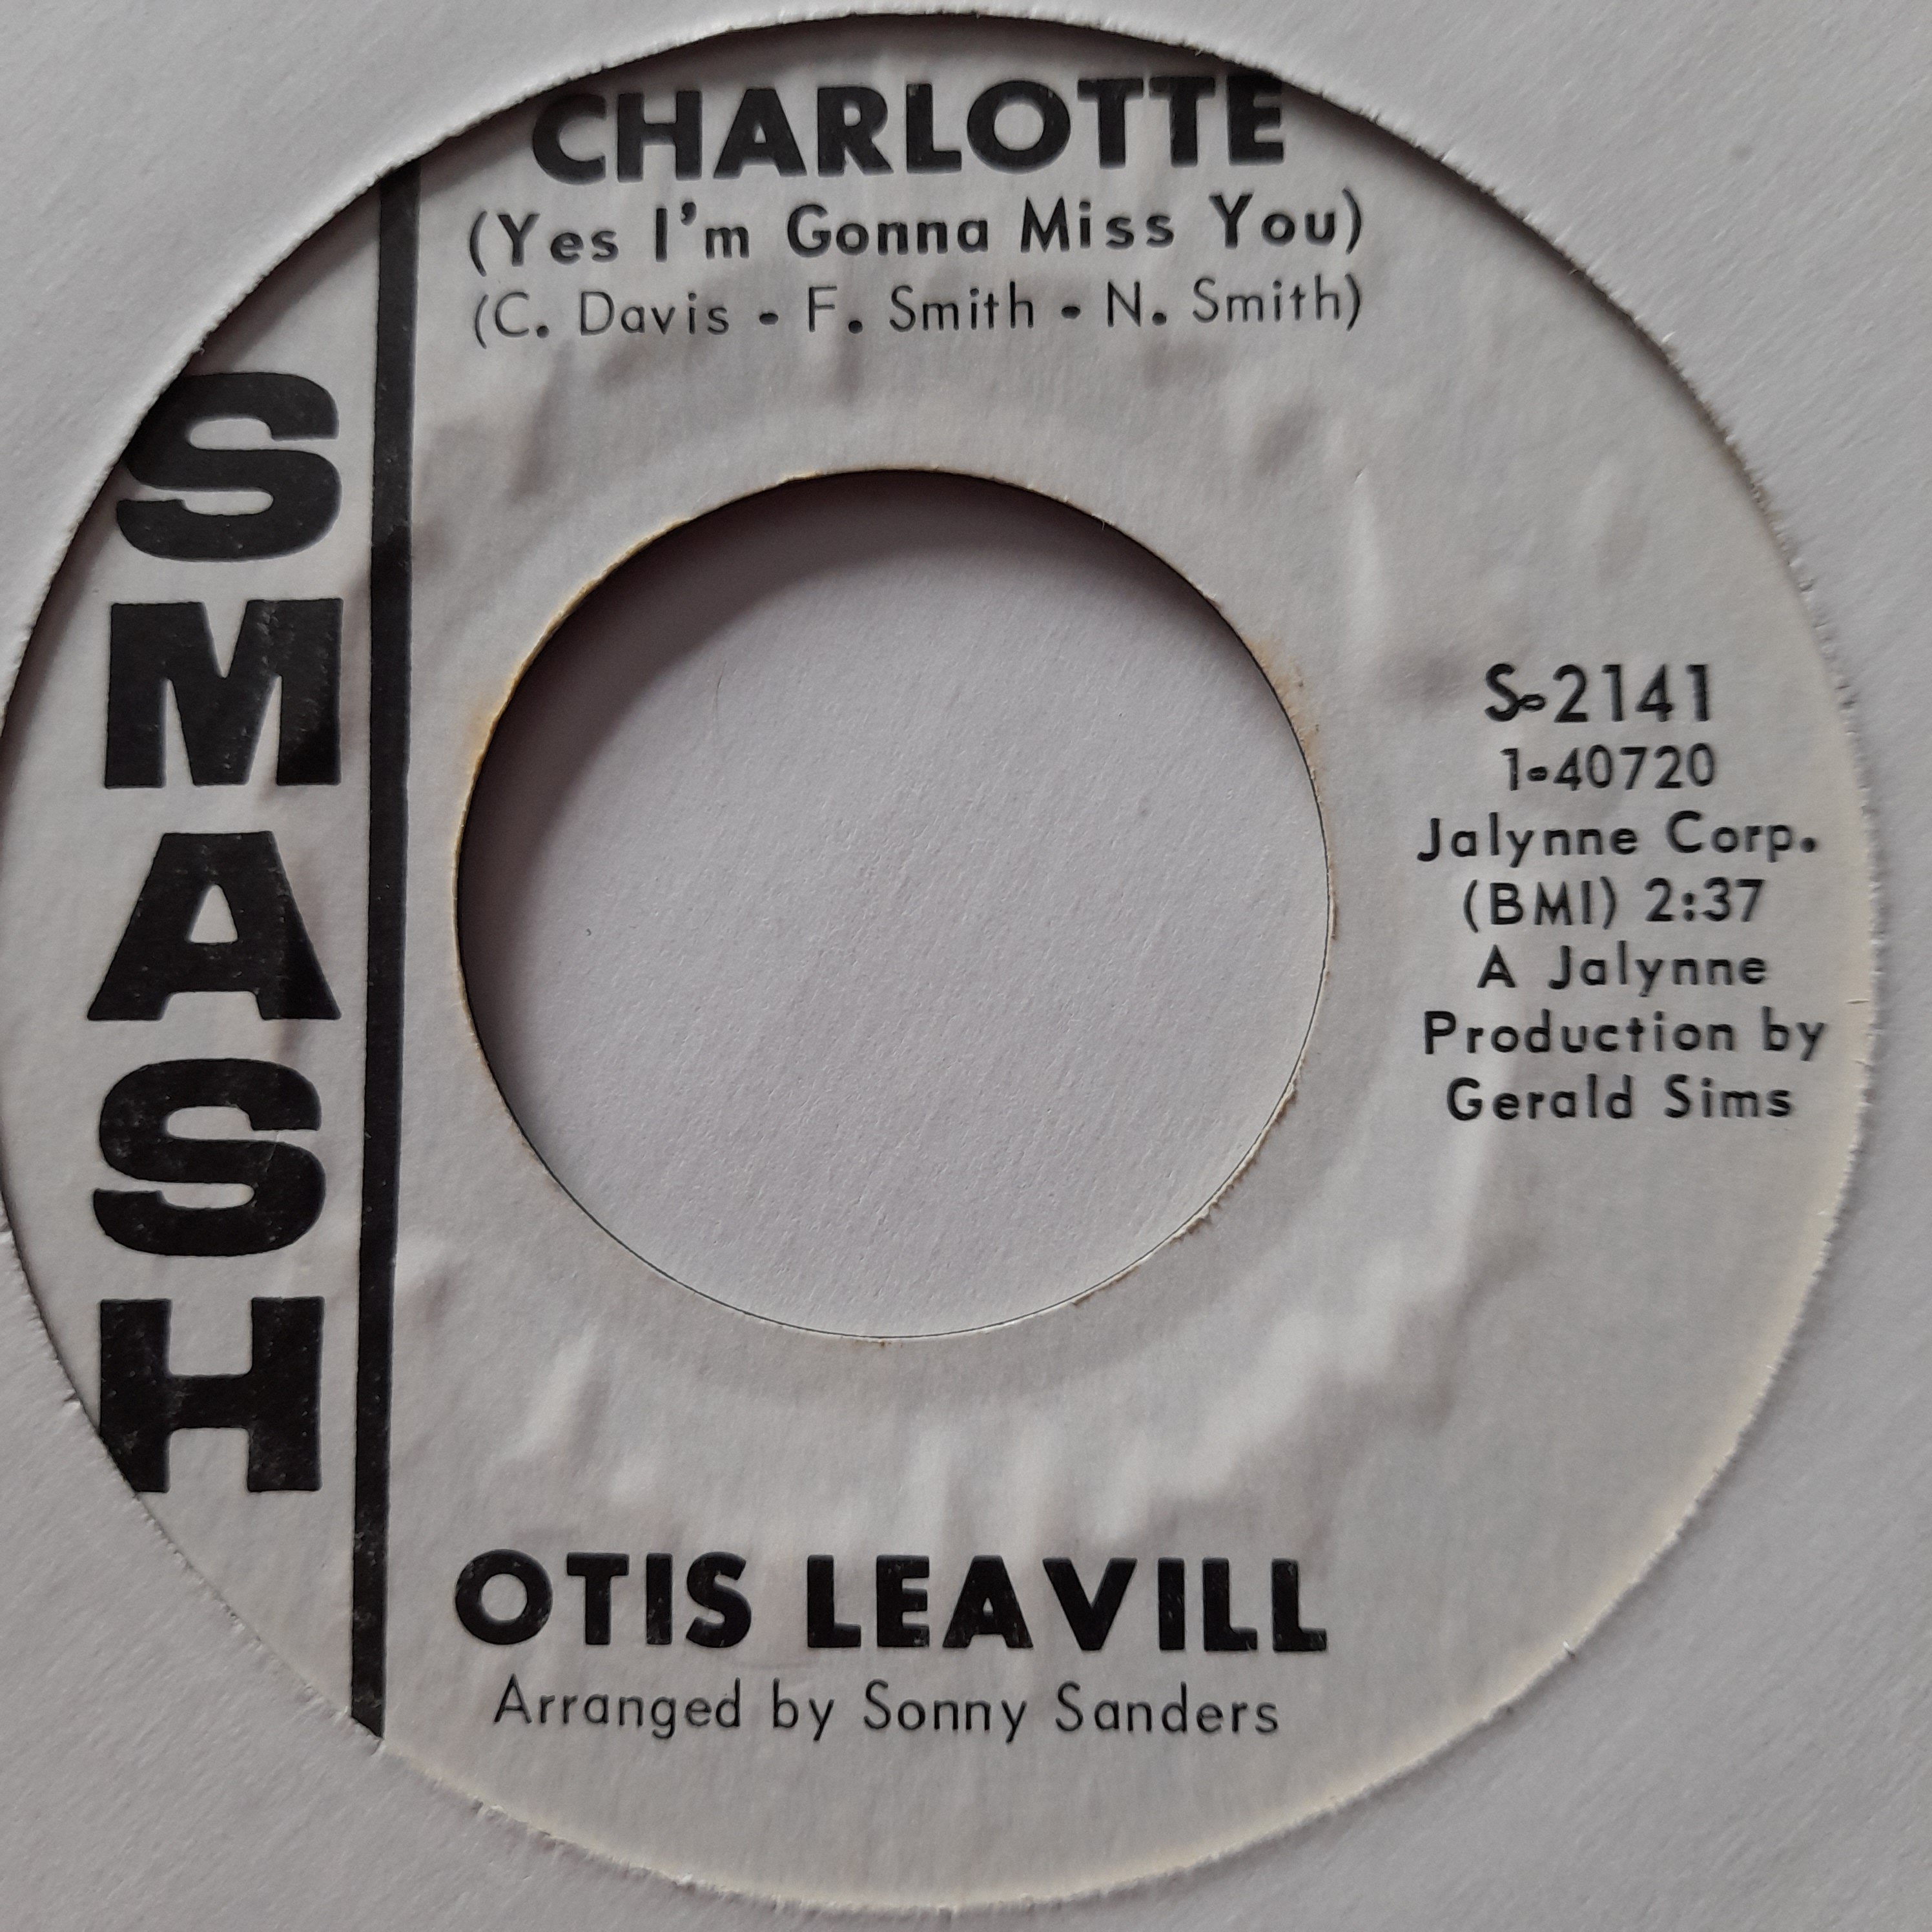 CHARLOTTE
(Yes I'm Gonna Miss You)
(C. Davis - F. Smith - N. Smith)
SMASH
S-2141
1-40720
Jalynne Corp.
(BMI) 2:37
A Jalynne
Production by
Gerald Sims
OTIS LEAVILL
Arranged by Sonny Sanders